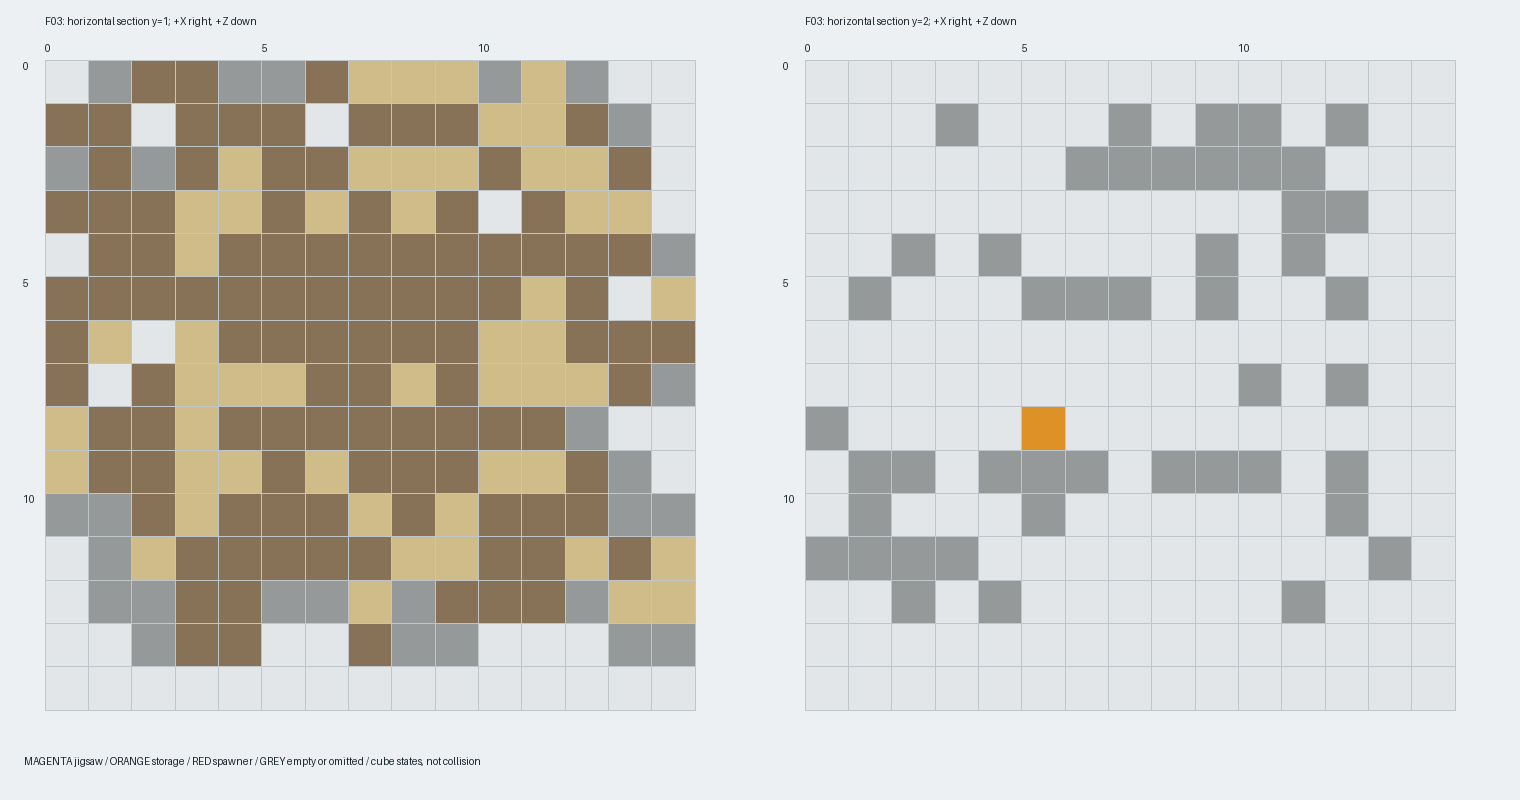 F03: horizontal section y=1; +X right, +Z down
F03: horizontal section y=2; +X right, +Z down
0 5 10
0 5 10
0
0
5
5
10
10
MAGENTA jigsaw / ORANGE storage / RED spawner / GREY empty or omitted / cube states, not collision